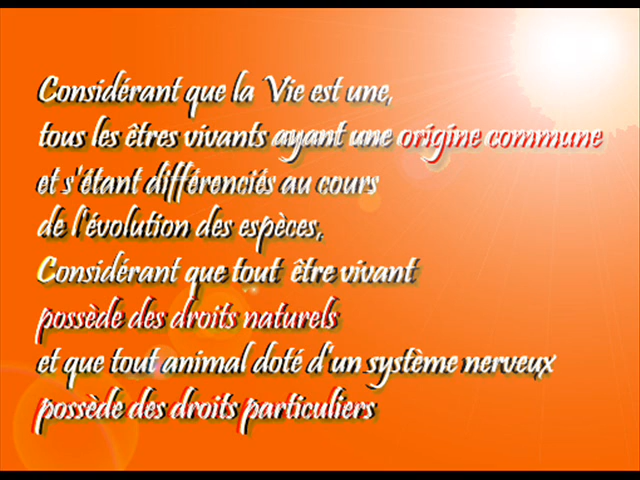 Considérant que la Vie est une,
tous les êtres vivants ayant une origine commune
et s'étant différenciés au cours
de l'évolution des espèces,
Considérant que tout être vivant
possède des droits naturels
et que tout animal doté d'un système nerveux
possède des droits particuliers